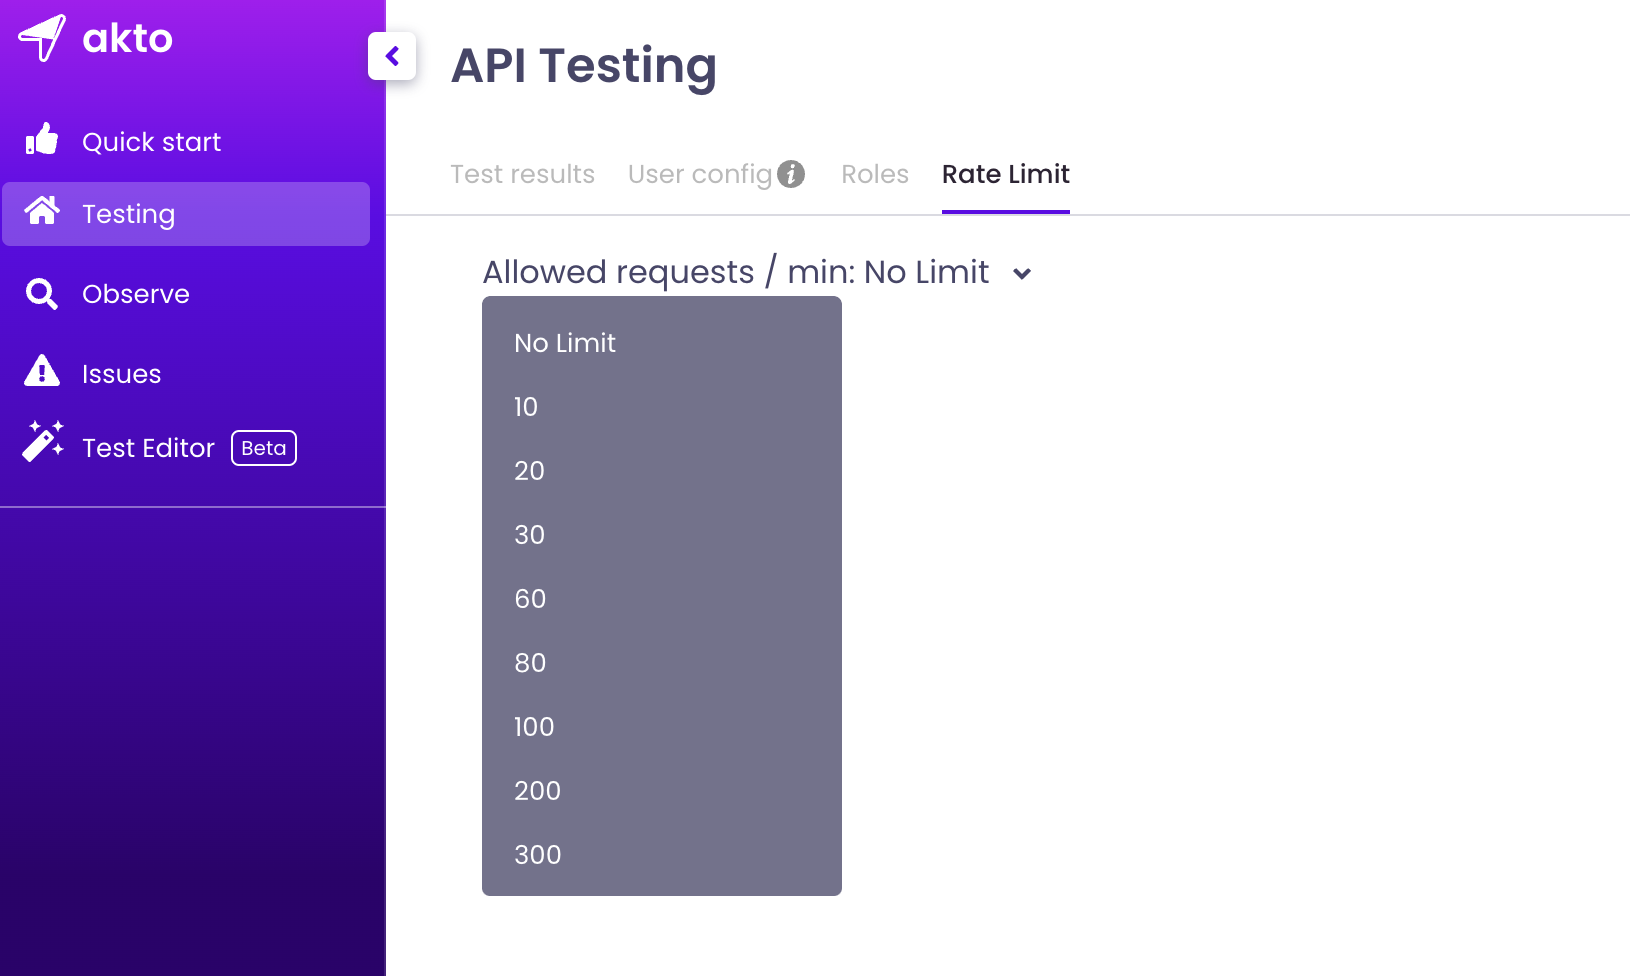 akto
Quick start
Testing
Observe
Issues
Test Editor Beta
API Testing
Test results User config i Roles Rate Limit
Allowed requests / min: No Limit
No Limit
10
20
30
60
80
100
200
300